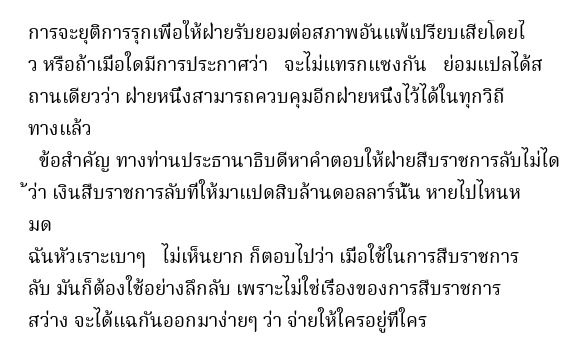 การจะยุติการรุกเพื่อให้ฝ่ายรับยอมต่อสภาพอันแพ้เปรียบเสียโดยไ
ว หรือถ้าเมื่อใดมีการประกาศว่า   จะไม่แทรกแซงกัน   ย่อมแปลได้ส
ถานเดียวว่า ฝ่ายหนึ่งสามารถควบคุมอีกฝ่ายหนึ่งไว้ได้ในทุกวิถี
ทางแล้ว
ข้อสำคัญ ทางท่านประธานาธิบดีหาคำตอบให้ฝ่ายสืบราชการลับไม่ได
้ว่า เงินสืบราชการลับที่ให้มาแปดสิบล้านดอลลาร์นั้น หายไปไหนห
มด
ฉันหัวเราะเบาๆ   ไม่เห็นยาก ก็ตอบไปว่า เมื่อใช้ในการสืบราชการ
ลับ มันก็ต้องใช้อย่างลึกลับ เพราะไม่ใช่เรื่องของการสืบราชการ
สว่าง จะได้แฉกันออกมาง่ายๆ ว่า จ่ายให้ใครอยู่ที่ใคร